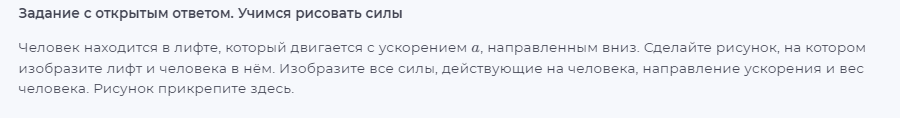 Задание с открытым ответом. Учимся рисовать силы
Человек находится в лифте, который двигается с ускорением a, направленным вниз. Сделайте рисунок, на котором
изобразите лифт и человека в нём. Изобразите все силы, действующие на человека, направление ускорения и вес
человека. Рисунок прикрепите здесь.